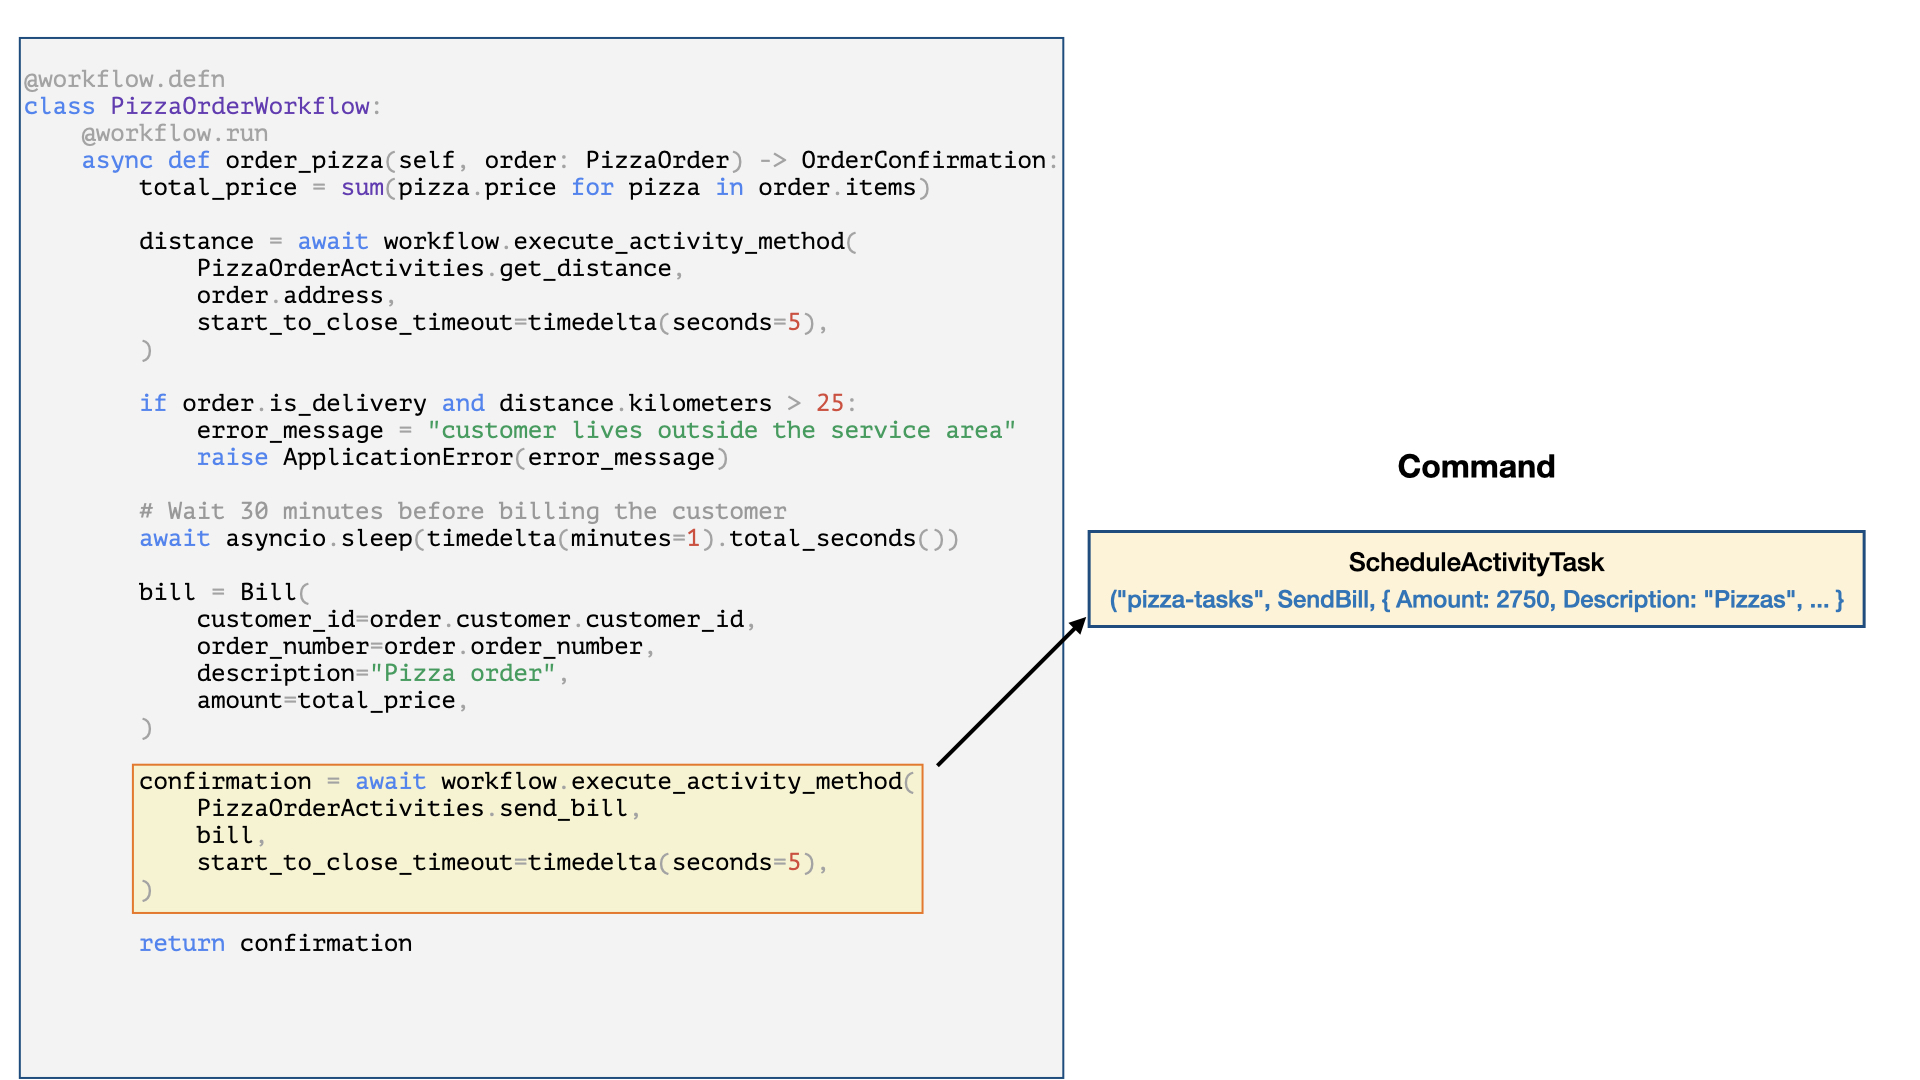 @workflow.defn
class PizzaOrderWorkflow:
    @workflow.run
    async def order_pizza(self, order: PizzaOrder) -> OrderConfirmation:
        total_price = sum(pizza.price for pizza in order.items)

        distance = await workflow.execute_activity_method(
            PizzaOrderActivities.get_distance,
            order.address,
            start_to_close_timeout=timedelta(seconds=5),
        )

        if order.is_delivery and distance.kilometers > 25:
            error_message = "customer lives outside the service area"
            raise ApplicationError(error_message)

        # Wait 30 minutes before billing the customer
        await asyncio.sleep(timedelta(minutes=1).total_seconds())

        bill = Bill(
            customer_id=order.customer.customer_id,
            order_number=order.order_number,
            description="Pizza order",
            amount=total_price,
        )

        confirmation = await workflow.execute_activity_method(
            PizzaOrderActivities.send_bill,
            bill,
            start_to_close_timeout=timedelta(seconds=5),
        )

        return confirmation
Command
ScheduleActivityTask
("pizza-tasks", SendBill, { Amount: 2750, Description: "Pizzas", ... }